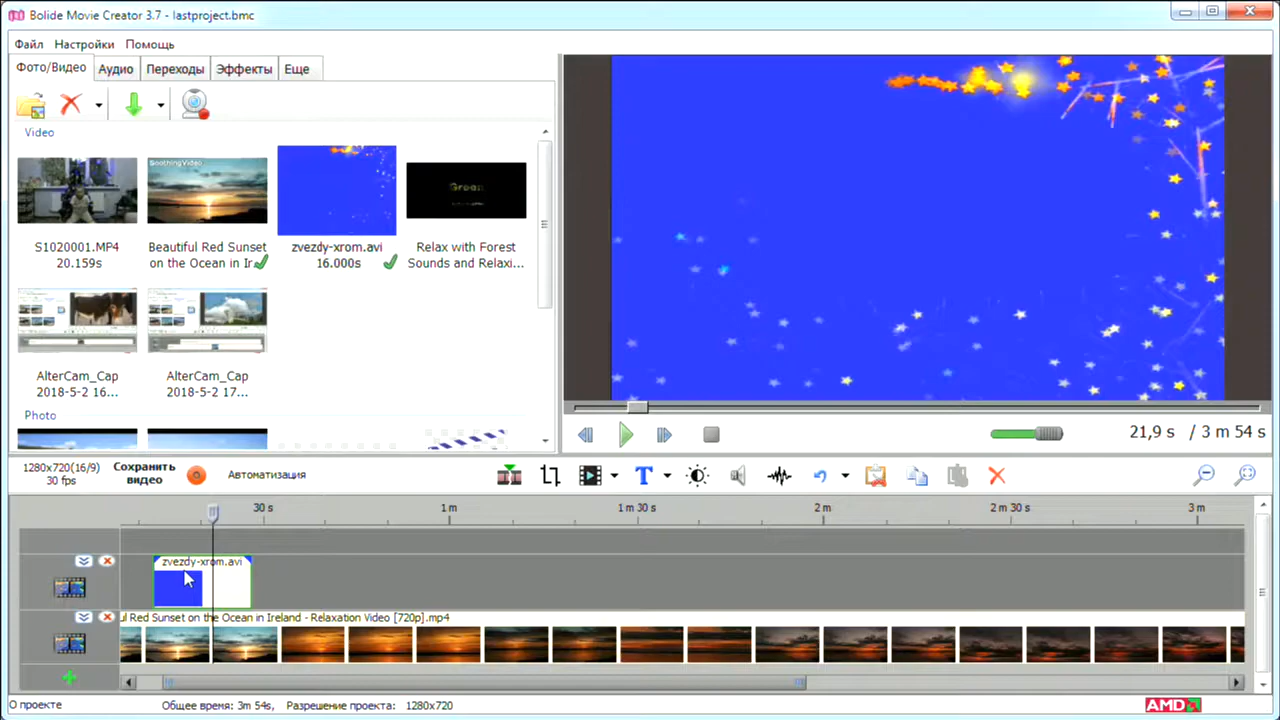 Bolide Movie Creator 3.7 - lastproject.bmc
Файл Настройки Помощь
Фото/Видео Аудио Переходы Эффекты Еще
Video
SoothingVideo
Green
S1020001.MP4
20.159s
Beautiful Red Sunset
on the Ocean in Ir
zvezdy-xrom.avi
16.000s
Relax with Forest
Sounds and Relaxi...
AlterCam_Cap
2018-5-2 16...
AlterCam_Cap
2018-5-2 17...
Photo
21,9 s / 3 m 54 s
1280x720(16/9)
30 fps
Сохранить
видео
Автоматизация
30 s 1 m 1 m 30 s 2 m 2 m 30 s 3 m
zvezdy-xrom.avi
ul Red Sunset on the Ocean in Ireland - Relaxation Video [720p].mp4
О проекте Общее время: 3m 54s, Разрешение проекта: 1280x720
AMD